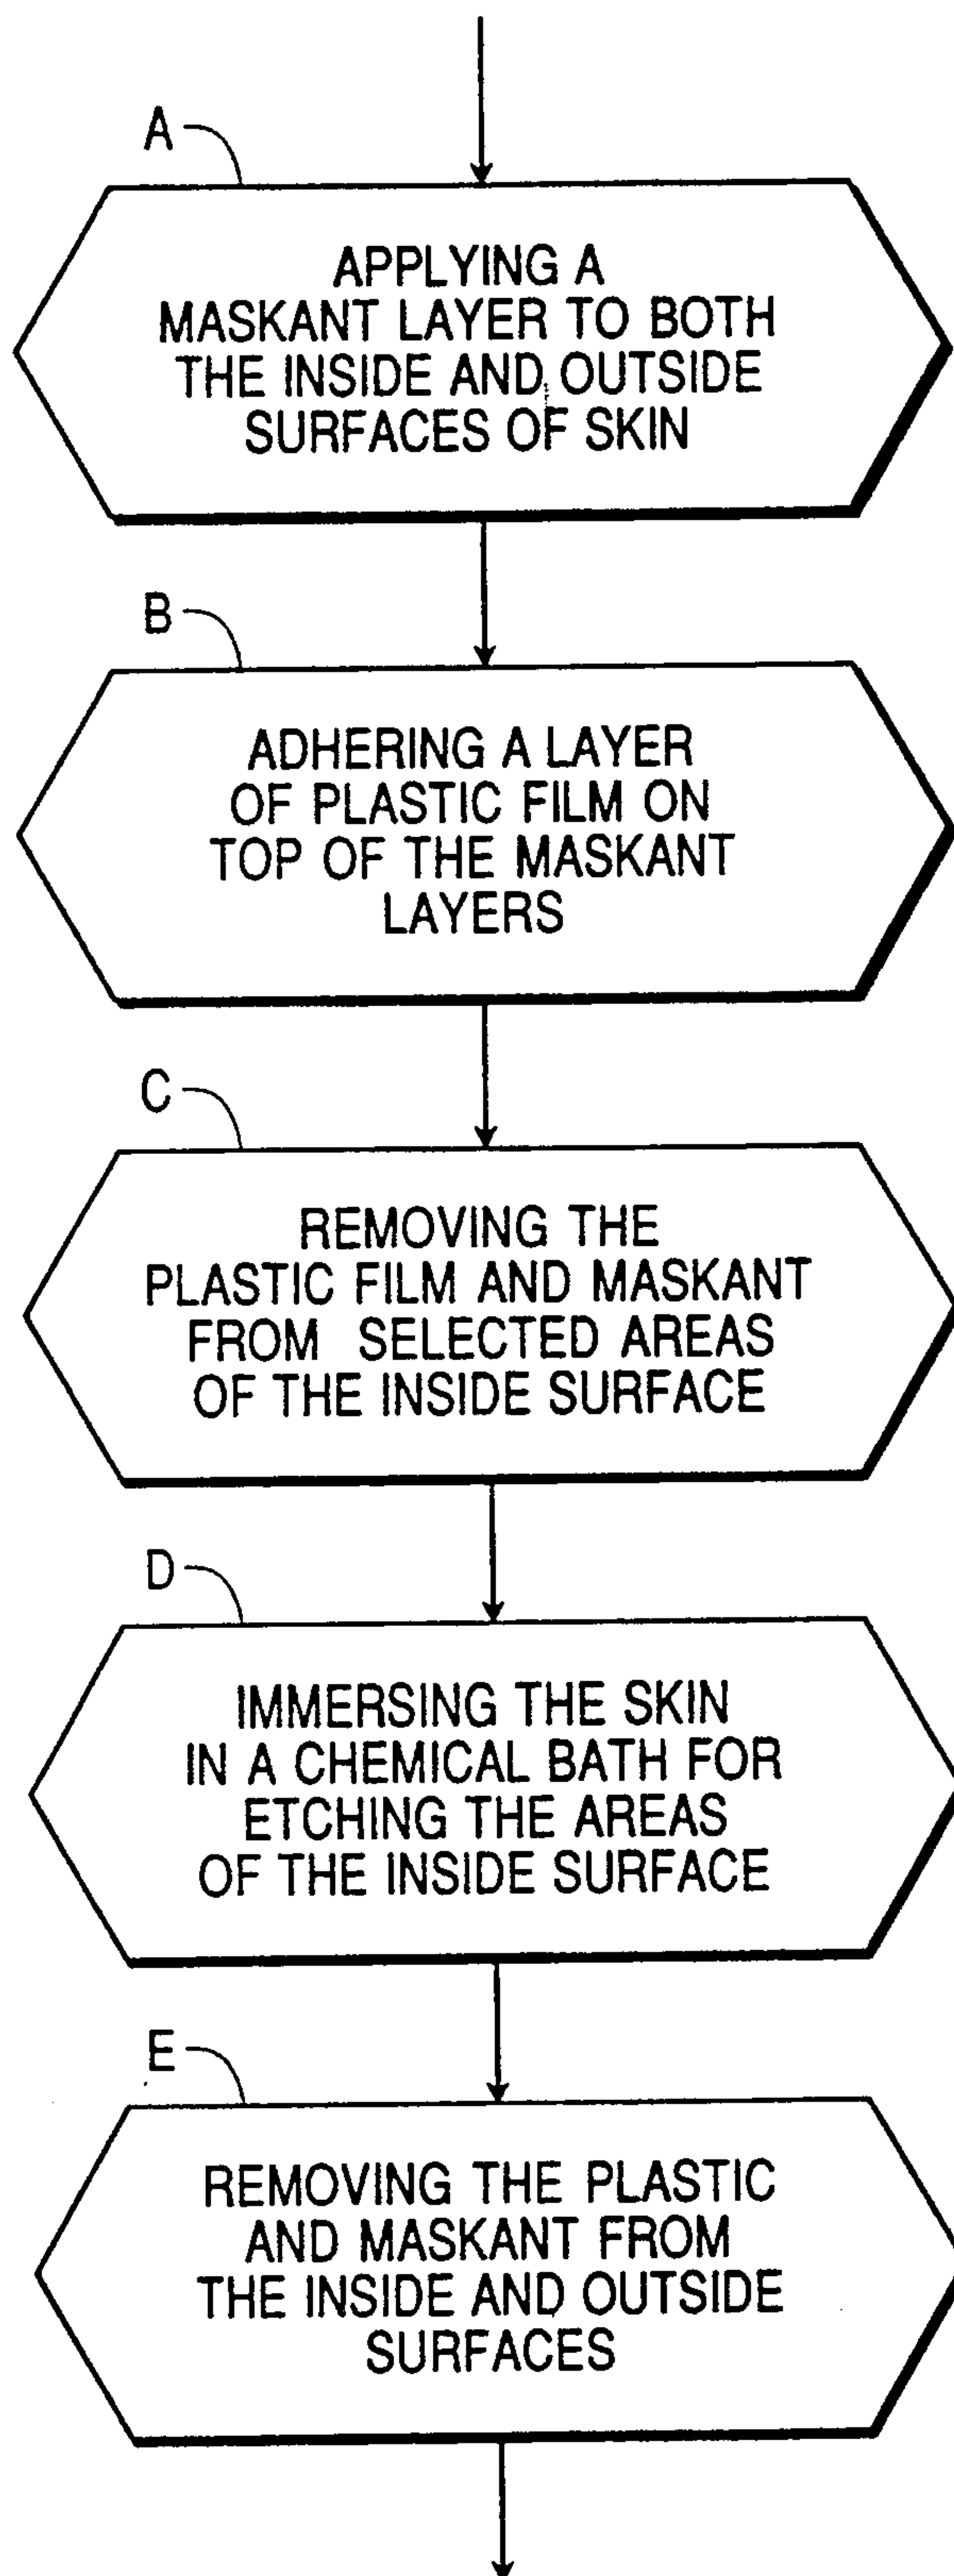 A
APPLYING A
MASKANT LAYER TO BOTH
THE INSIDE AND OUTSIDE
SURFACES OF SKIN
B
ADHERING A LAYER
OF PLASTIC FILM ON
TOP OF THE MASKANT
LAYERS
C
REMOVING THE
PLASTIC FILM AND MASKANT
FROM SELECTED AREAS
OF THE INSIDE SURFACE
D
IMMERSING THE SKIN
IN A CHEMICAL BATH FOR
ETCHING THE AREAS
OF THE INSIDE SURFACE
E
REMOVING THE PLASTIC
AND MASKANT FROM
THE INSIDE AND OUTSIDE
SURFACES